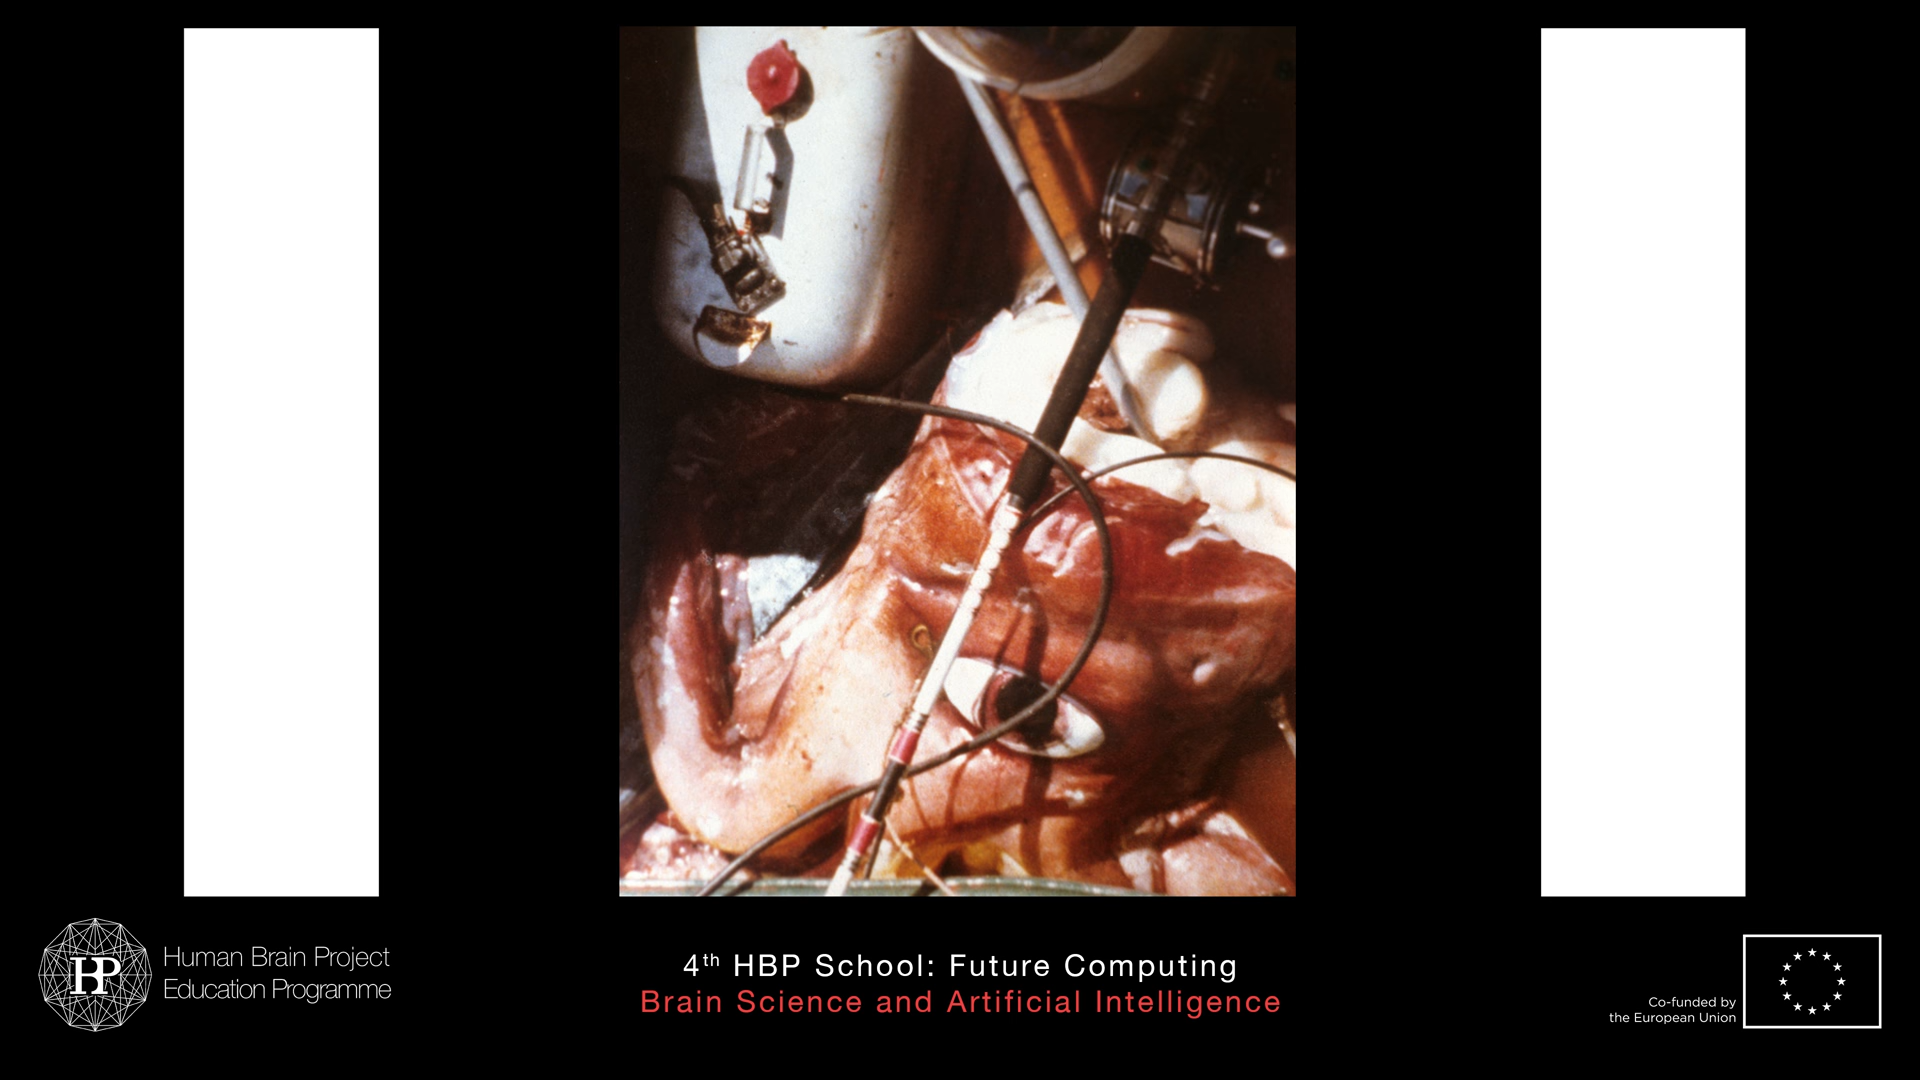 HP
Human Brain Project
Education Programme
4th HBP School: Future Computing
Brain Science and Artificial Intelligence
Co-funded by
the European Union